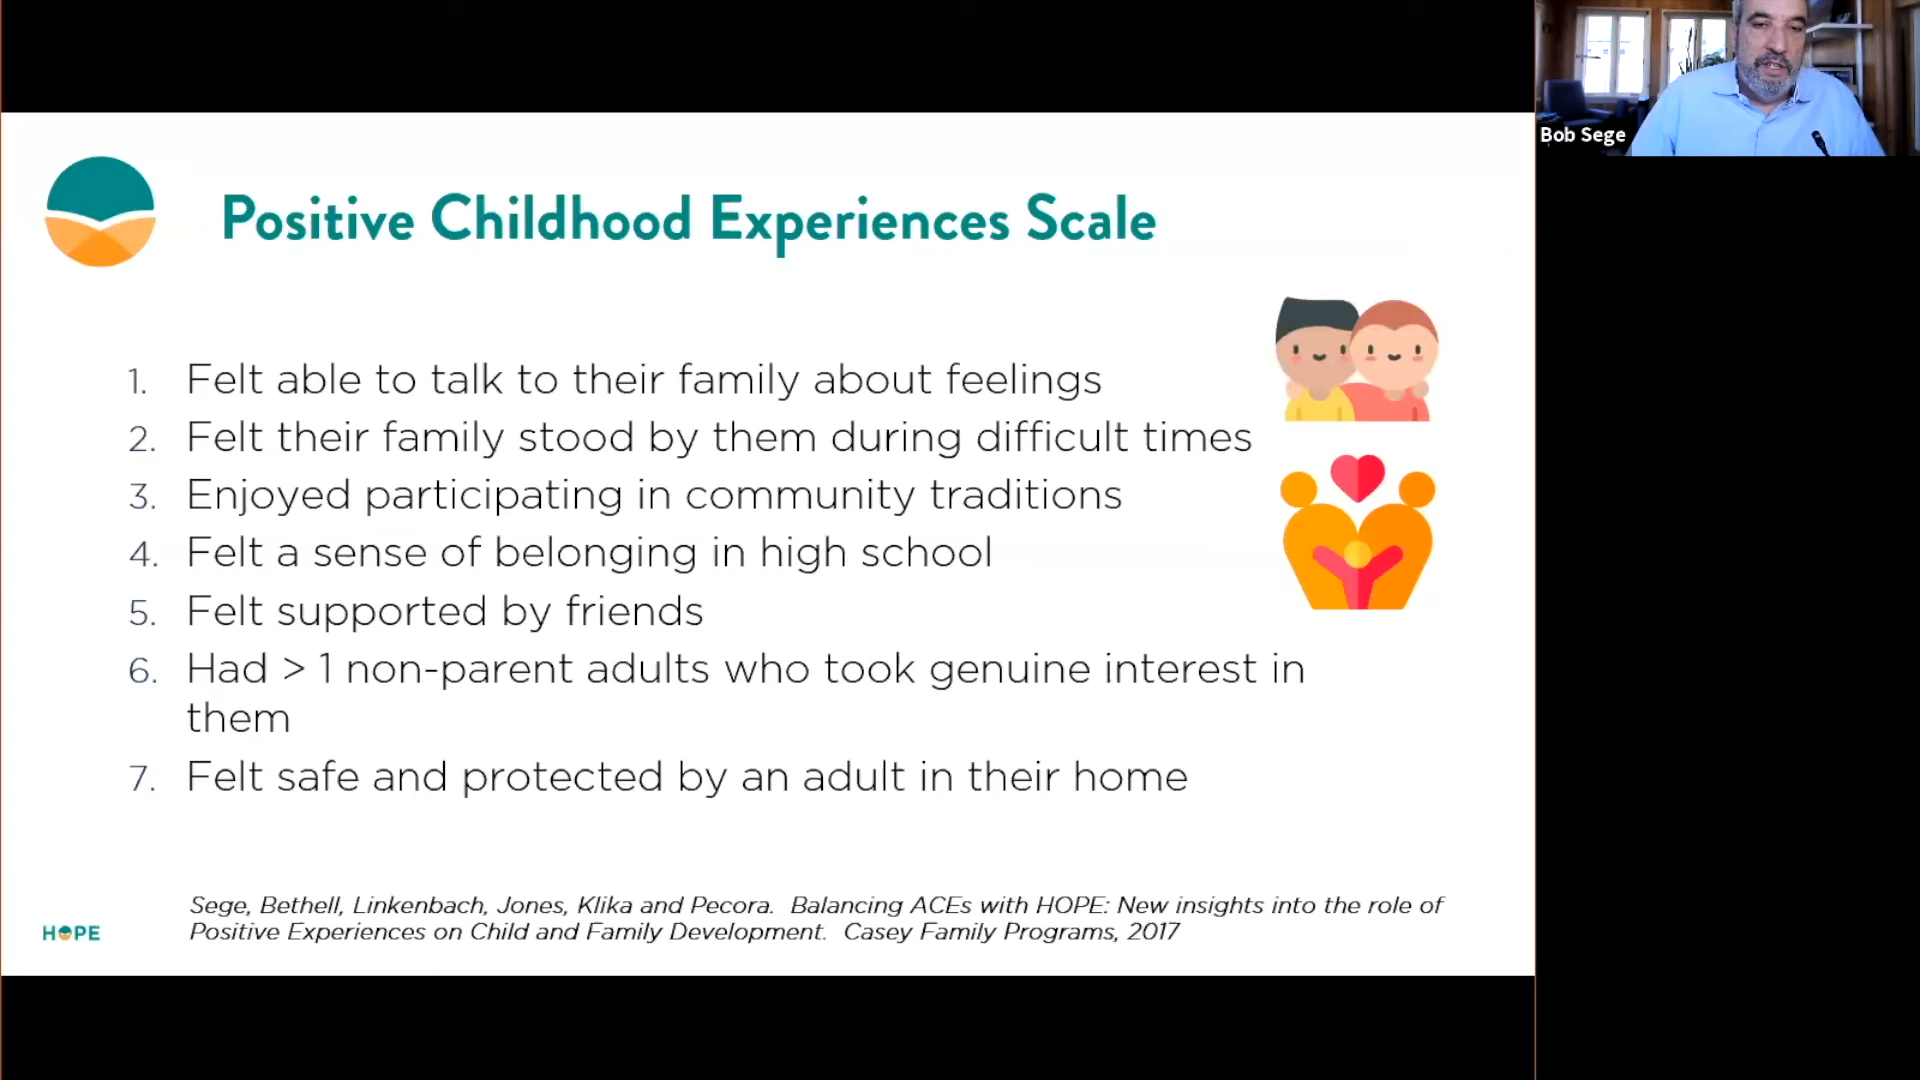 Bob Sege
Positive Childhood Experiences Scale
1. Felt able to talk to their family about feelings
2. Felt their family stood by them during difficult times
3. Enjoyed participating in community traditions
4. Felt a sense of belonging in high school
5. Felt supported by friends
6. Had > 1 non-parent adults who took genuine interest in
them
7. Felt safe and protected by an adult in their home
Sege, Bethell, Linkenbach, Jones, Klika and Pecora. Balancing ACEs with HOPE: New insights into the role of
Positive Experiences on Child and Family Development. Casey Family Programs, 2017
HOPE